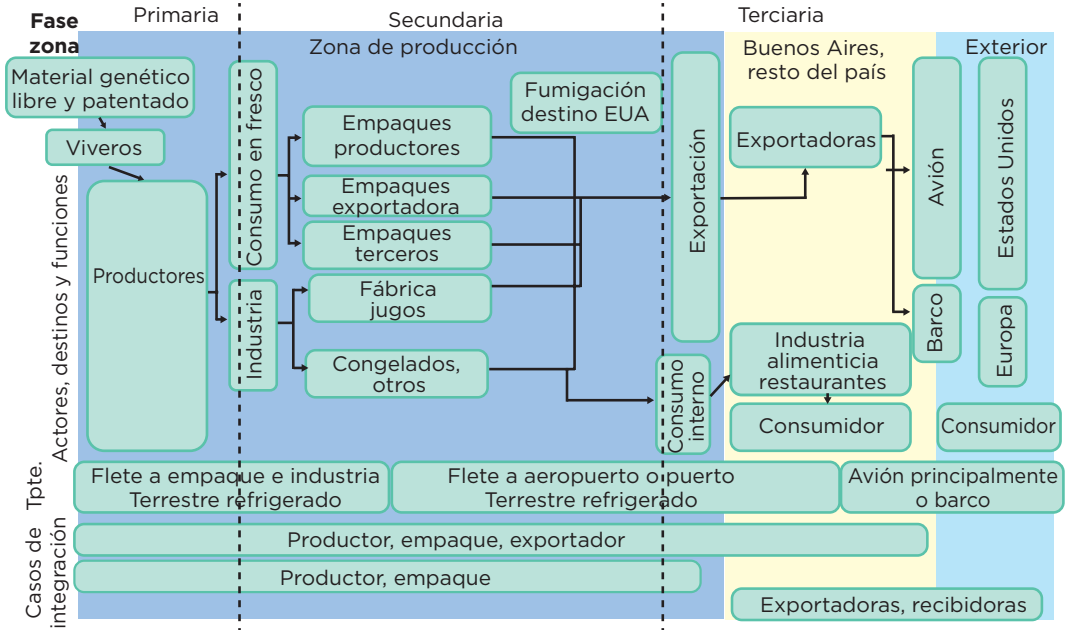 Fase
zona
Primaria
Secundaria
Terciaria
Zona de producción
Buenos Aires,
resto del país
Exterior
Actores, destinos y funciones
Material genético
libre y patentado
Viveros
Productores
Consumo en fresco
Industria
Empaques
productores
Empaques
exportadora
Empaques
terceros
Fábrica
jugos
Congelados,
otros
Fumigación
destino EUA
Exportación
Consumo
interno
Exportadoras
Industria
alimenticia
restaurantes
Consumidor
Avión
Barco
Estados Unidos
Europa
Consumidor
Tpte.
Flete a empaque e industria
Terrestre refrigerado
Flete a aeropuerto o puerto
Terrestre refrigerado
Avión principalmente
o barco
Casos de
integración
Productor, empaque, exportador
Productor, empaque
Exportadoras, recibidoras